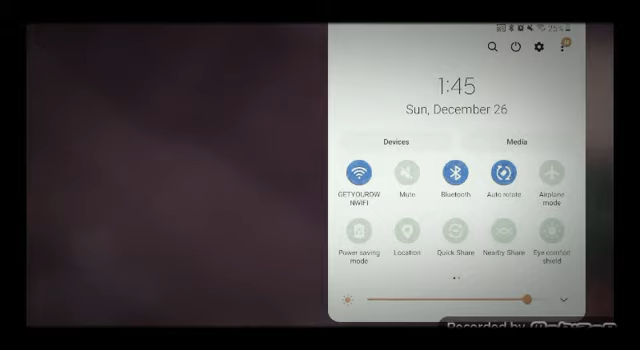 25%
1:45
Sun, December 26
Devices Media
GETYOUROW Mute Bluetooth Auto rotate Airplane
NWIFI mode
Power saving Location Quick Share Nearby Share Eye comfort
mode shield
Recorded by